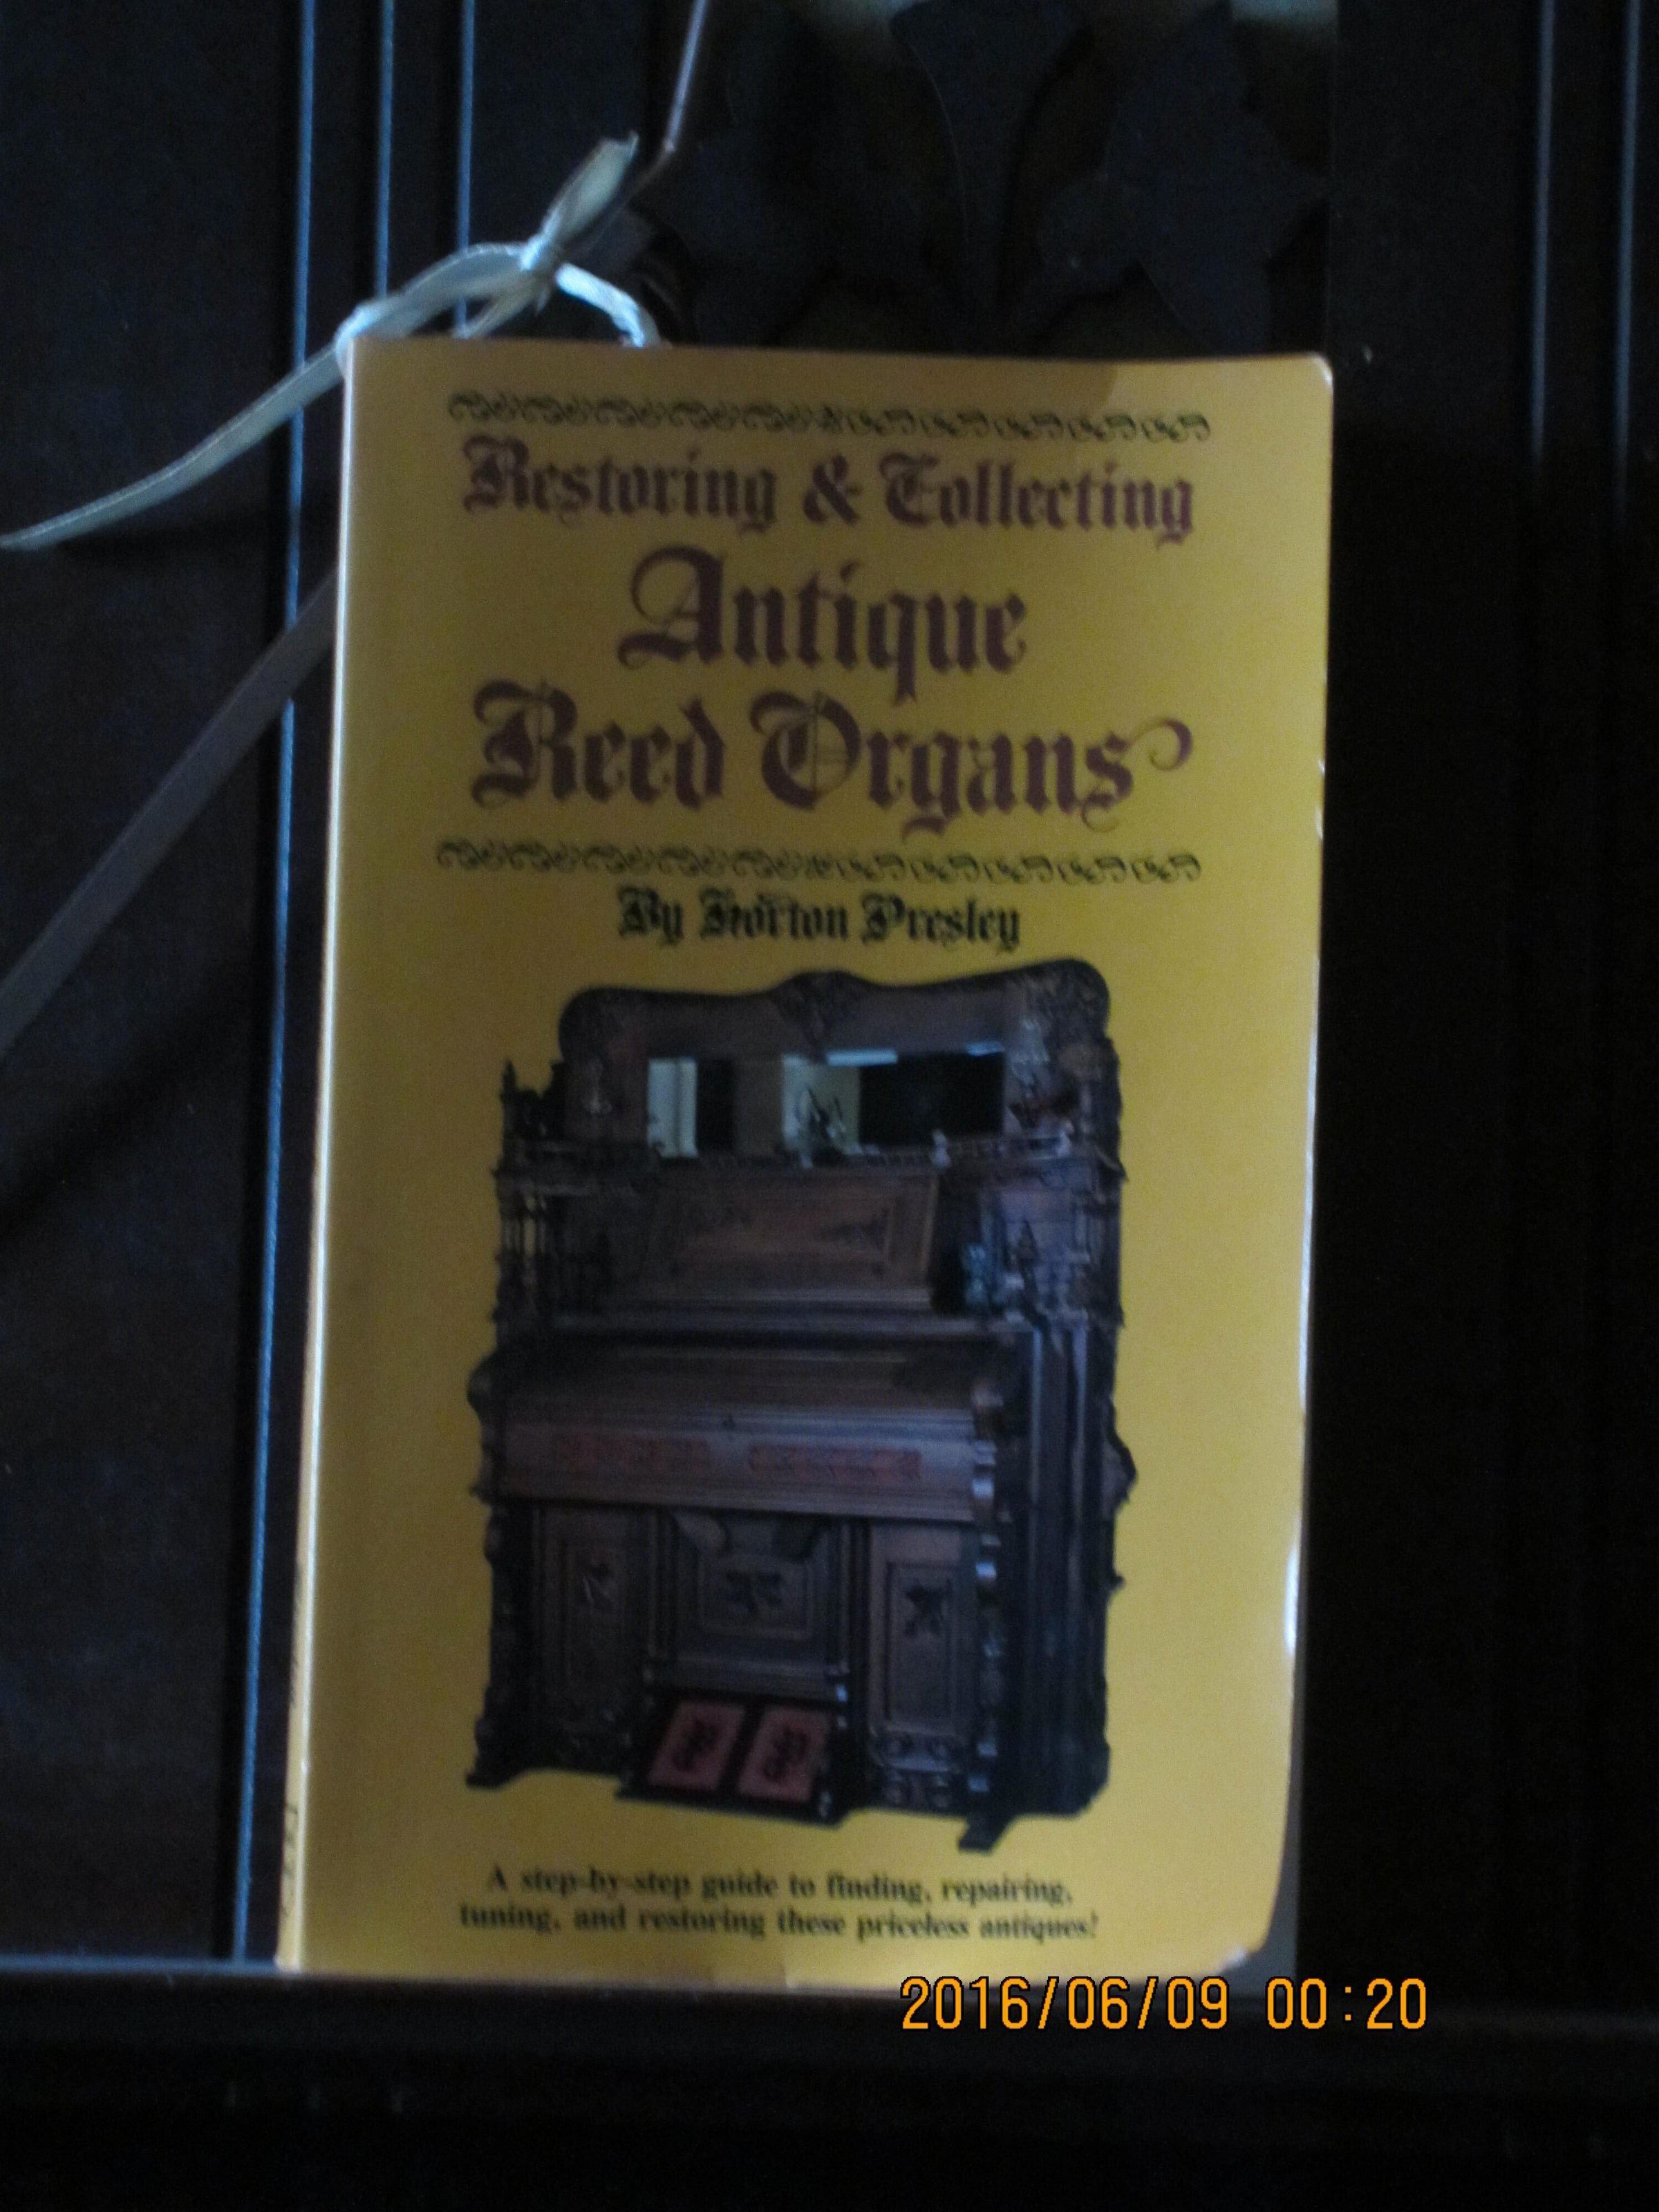 Restoring & Collecting
Antique
Reed Organs
By Horton Presley
A step-by-step guide to finding, repairing,
tuning, and restoring these priceless antiques!
2016/06/09 00:20